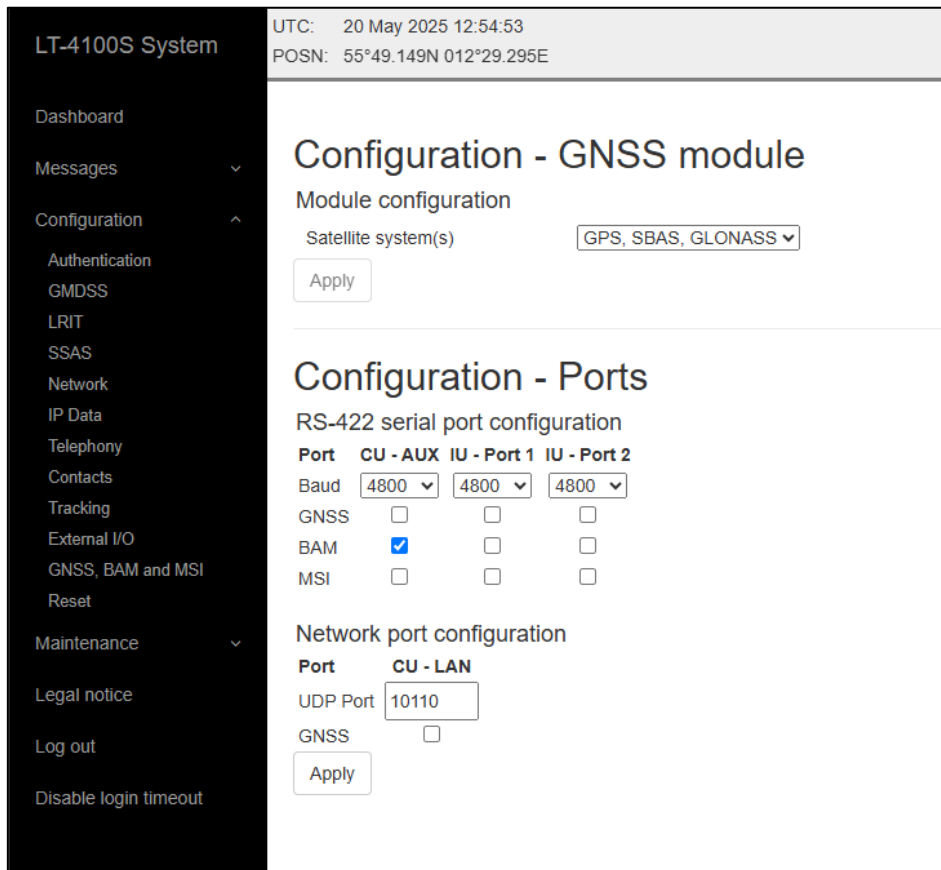 LT-4100S System
Dashboard
Messages
Configuration
Authentication
GMDSS
LRIT
SSAS
Network
IP Data
Telephony
Contacts
Tracking
External I/O
GNSS, BAM and MSI
Reset
Maintenance
Legal notice
Log out
Disable login timeout
UTC: 20 May 2025 12:54:53
POSN: 55°49.149N 012°29.295E
Configuration - GNSS module
Module configuration
Satellite system(s) GPS, SBAS, GLONASS
Apply
Configuration - Ports
RS-422 serial port configuration
Port CU - AUX IU - Port 1 IU - Port 2
Baud 4800 4800 4800
GNSS
BAM
MSI
Network port configuration
Port CU - LAN
UDP Port 10110
GNSS
Apply